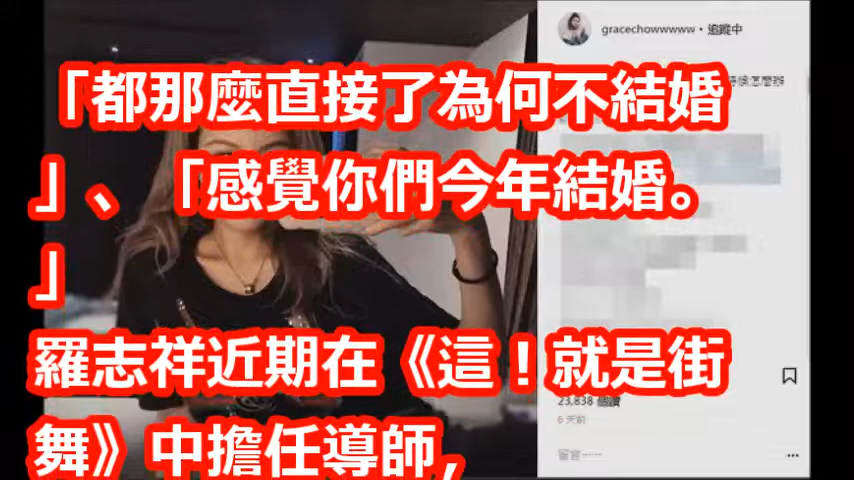 gracechowwwww • 追蹤中
「都那麼直接了為何不結婚
」、「感覺你們今年結婚。
」
羅志祥近期在《這！就是街
舞》中擔任導師,
23,838 個讚
6 天前